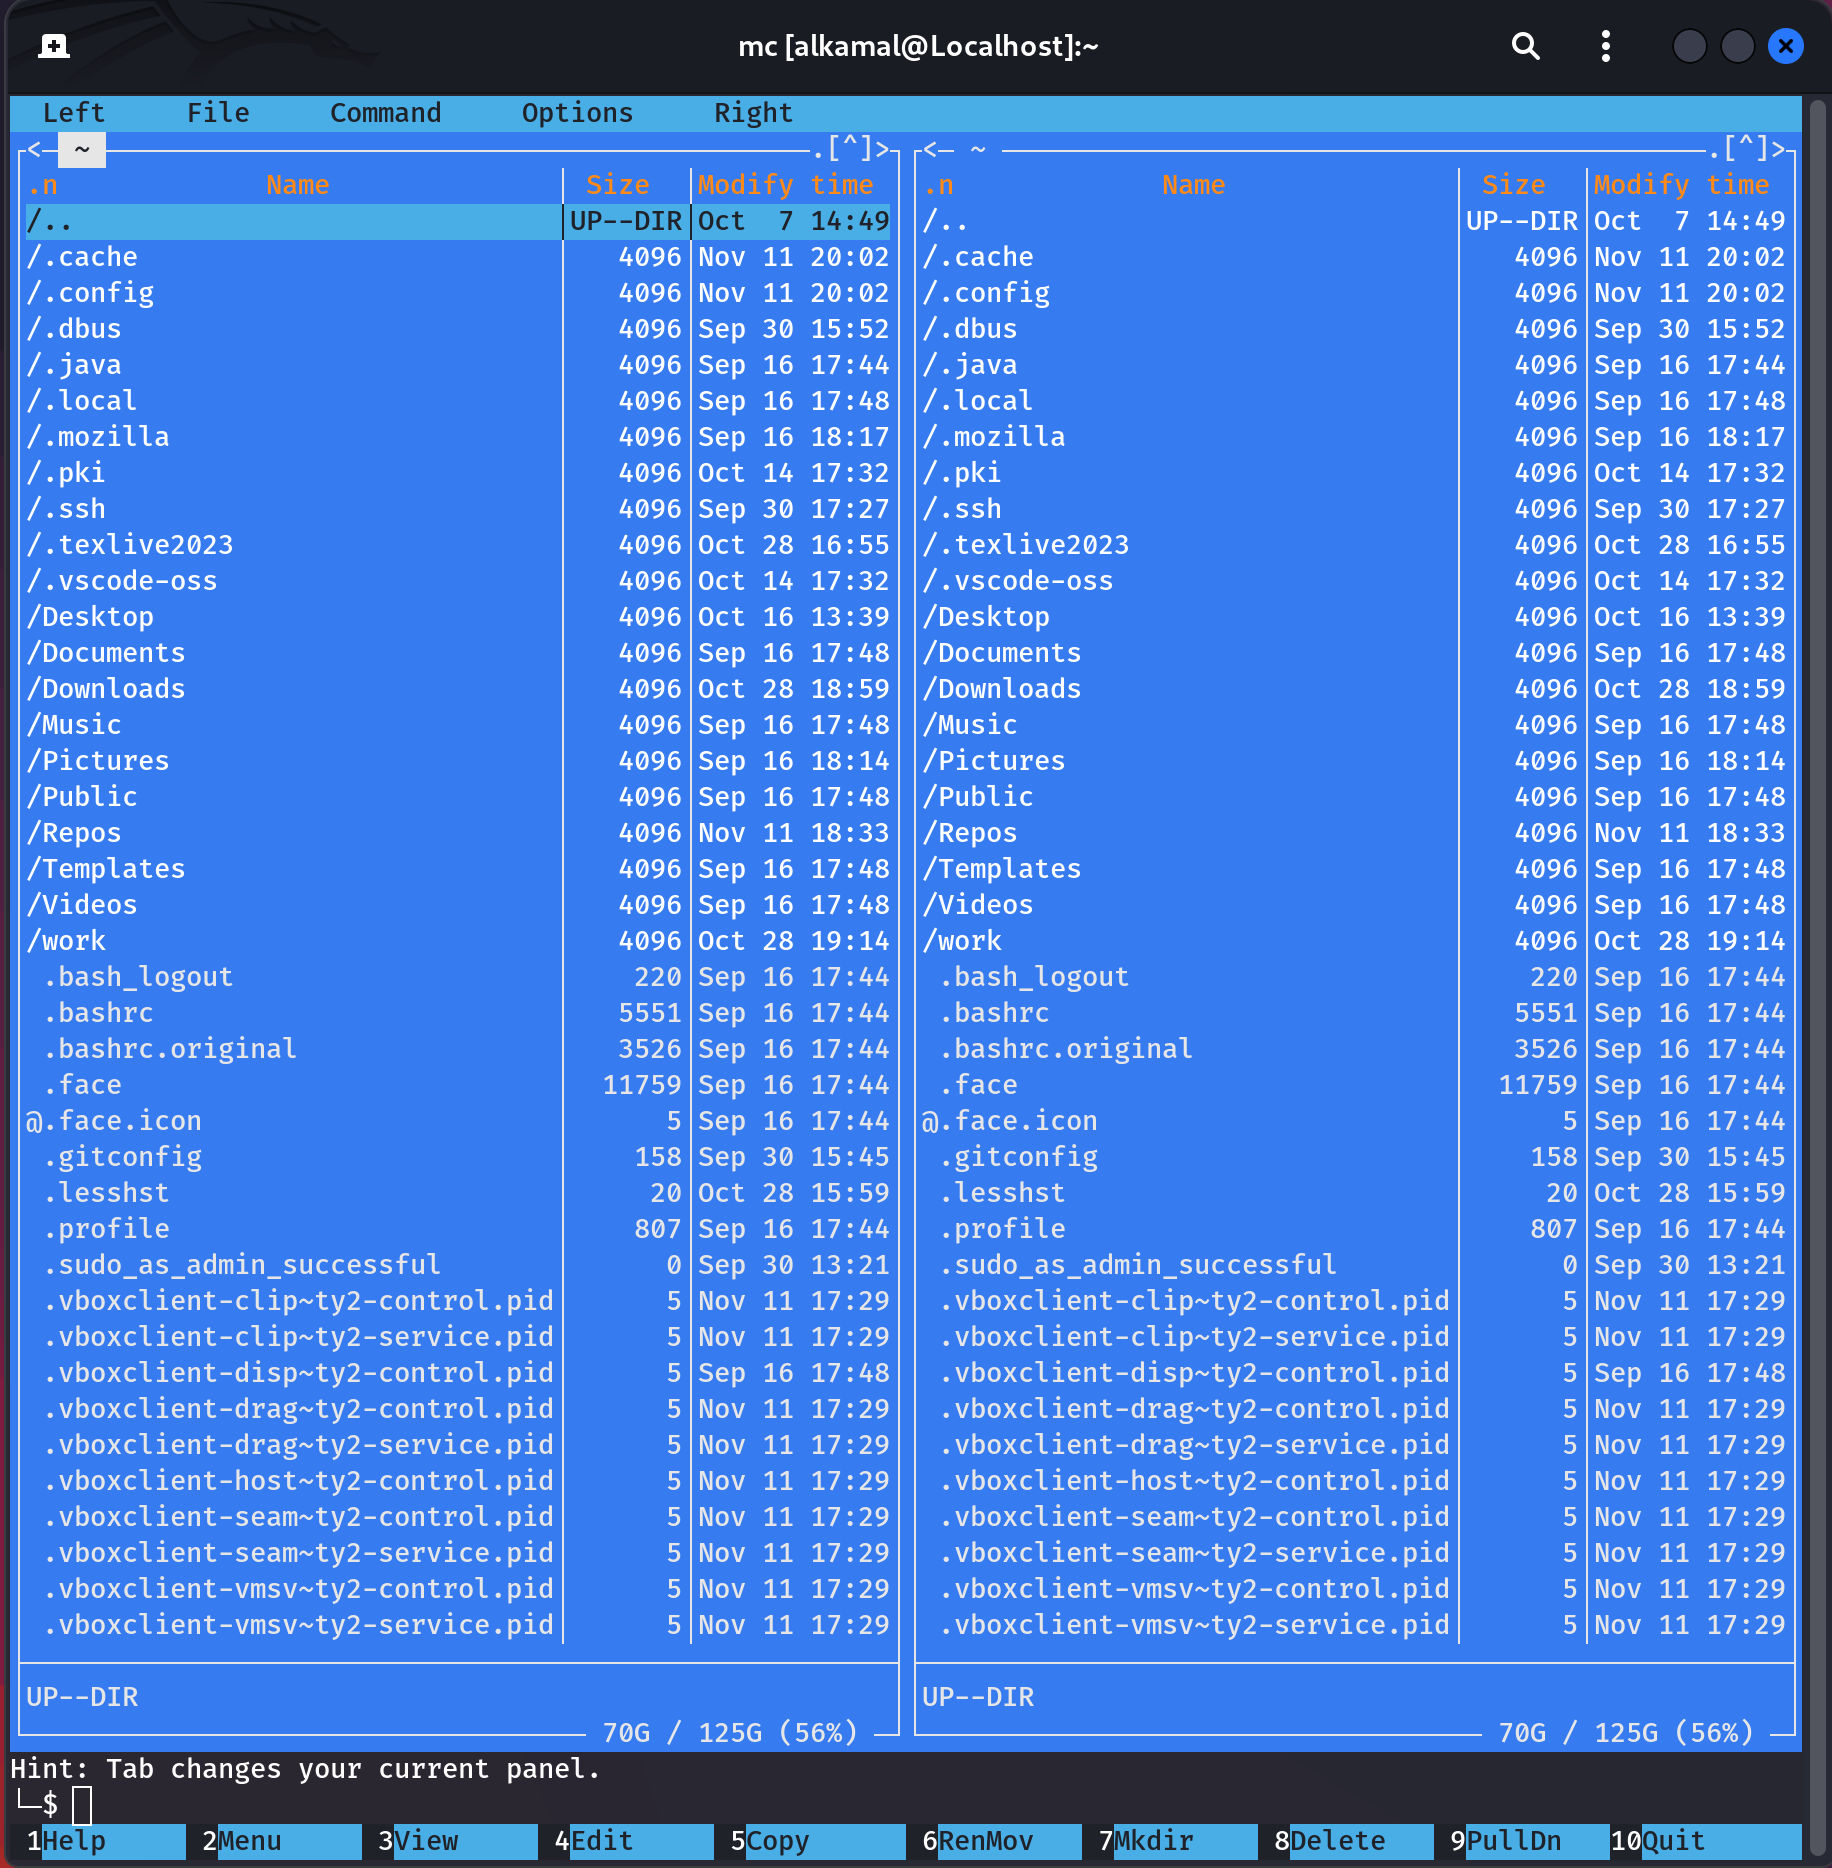 mc [alkamal@Localhost]:~
Left File Command Options Right
<─ ~ .[^]> <─ ~ .[^]>
.n Name Size Modify time .n Name Size Modify time
/.. UP--DIR Oct 7 14:49 /.. UP--DIR Oct 7 14:49
/.cache 4096 Nov 11 20:02 /.cache 4096 Nov 11 20:02
/.config 4096 Nov 11 20:02 /.config 4096 Nov 11 20:02
/.dbus 4096 Sep 30 15:52 /.dbus 4096 Sep 30 15:52
/.java 4096 Sep 16 17:44 /.java 4096 Sep 16 17:44
/.local 4096 Sep 16 17:48 /.local 4096 Sep 16 17:48
/.mozilla 4096 Sep 16 18:17 /.mozilla 4096 Sep 16 18:17
/.pki 4096 Oct 14 17:32 /.pki 4096 Oct 14 17:32
/.ssh 4096 Sep 30 17:27 /.ssh 4096 Sep 30 17:27
/.texlive2023 4096 Oct 28 16:55 /.texlive2023 4096 Oct 28 16:55
/.vscode-oss 4096 Oct 14 17:32 /.vscode-oss 4096 Oct 14 17:32
/Desktop 4096 Oct 16 13:39 /Desktop 4096 Oct 16 13:39
/Documents 4096 Sep 16 17:48 /Documents 4096 Sep 16 17:48
/Downloads 4096 Oct 28 18:59 /Downloads 4096 Oct 28 18:59
/Music 4096 Sep 16 17:48 /Music 4096 Sep 16 17:48
/Pictures 4096 Sep 16 18:14 /Pictures 4096 Sep 16 18:14
/Public 4096 Sep 16 17:48 /Public 4096 Sep 16 17:48
/Repos 4096 Nov 11 18:33 /Repos 4096 Nov 11 18:33
/Templates 4096 Sep 16 17:48 /Templates 4096 Sep 16 17:48
/Videos 4096 Sep 16 17:48 /Videos 4096 Sep 16 17:48
/work 4096 Oct 28 19:14 /work 4096 Oct 28 19:14
.bash_logout 220 Sep 16 17:44 .bash_logout 220 Sep 16 17:44
.bashrc 5551 Sep 16 17:44 .bashrc 5551 Sep 16 17:44
.bashrc.original 3526 Sep 16 17:44 .bashrc.original 3526 Sep 16 17:44
.face 11759 Sep 16 17:44 .face 11759 Sep 16 17:44
@.face.icon 5 Sep 16 17:44 @.face.icon 5 Sep 16 17:44
.gitconfig 158 Sep 30 15:45 .gitconfig 158 Sep 30 15:45
.lesshst 20 Oct 28 15:59 .lesshst 20 Oct 28 15:59
.profile 807 Sep 16 17:44 .profile 807 Sep 16 17:44
.sudo_as_admin_successful 0 Sep 30 13:21 .sudo_as_admin_successful 0 Sep 30 13:21
.vboxclient-clip~ty2-control.pid 5 Nov 11 17:29 .vboxclient-clip~ty2-control.pid 5 Nov 11 17:29
.vboxclient-clip~ty2-service.pid 5 Nov 11 17:29 .vboxclient-clip~ty2-service.pid 5 Nov 11 17:29
.vboxclient-disp~ty2-control.pid 5 Sep 16 17:48 .vboxclient-disp~ty2-control.pid 5 Sep 16 17:48
.vboxclient-drag~ty2-control.pid 5 Nov 11 17:29 .vboxclient-drag~ty2-control.pid 5 Nov 11 17:29
.vboxclient-drag~ty2-service.pid 5 Nov 11 17:29 .vboxclient-drag~ty2-service.pid 5 Nov 11 17:29
.vboxclient-host~ty2-control.pid 5 Nov 11 17:29 .vboxclient-host~ty2-control.pid 5 Nov 11 17:29
.vboxclient-seam~ty2-control.pid 5 Nov 11 17:29 .vboxclient-seam~ty2-control.pid 5 Nov 11 17:29
.vboxclient-seam~ty2-service.pid 5 Nov 11 17:29 .vboxclient-seam~ty2-service.pid 5 Nov 11 17:29
.vboxclient-vmsv~ty2-control.pid 5 Nov 11 17:29 .vboxclient-vmsv~ty2-control.pid 5 Nov 11 17:29
.vboxclient-vmsv~ty2-service.pid 5 Nov 11 17:29 .vboxclient-vmsv~ty2-service.pid 5 Nov 11 17:29
UP--DIR UP--DIR
70G / 125G (56%) 70G / 125G (56%)
Hint: Tab changes your current panel.
└─$
1Help 2Menu 3View 4Edit 5Copy 6RenMov 7Mkdir 8Delete 9PullDn 10Quit